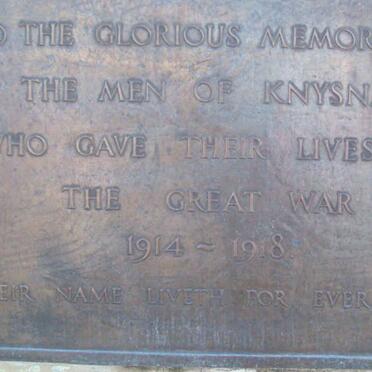 O THE GLORIOUS MEMOR
THE MEN OF KNYSN
WHO GAVE THEIR LIVES
THE GREAT WAR
1914 ~ 1918.
EIR NAME LIVETH FOR EVER